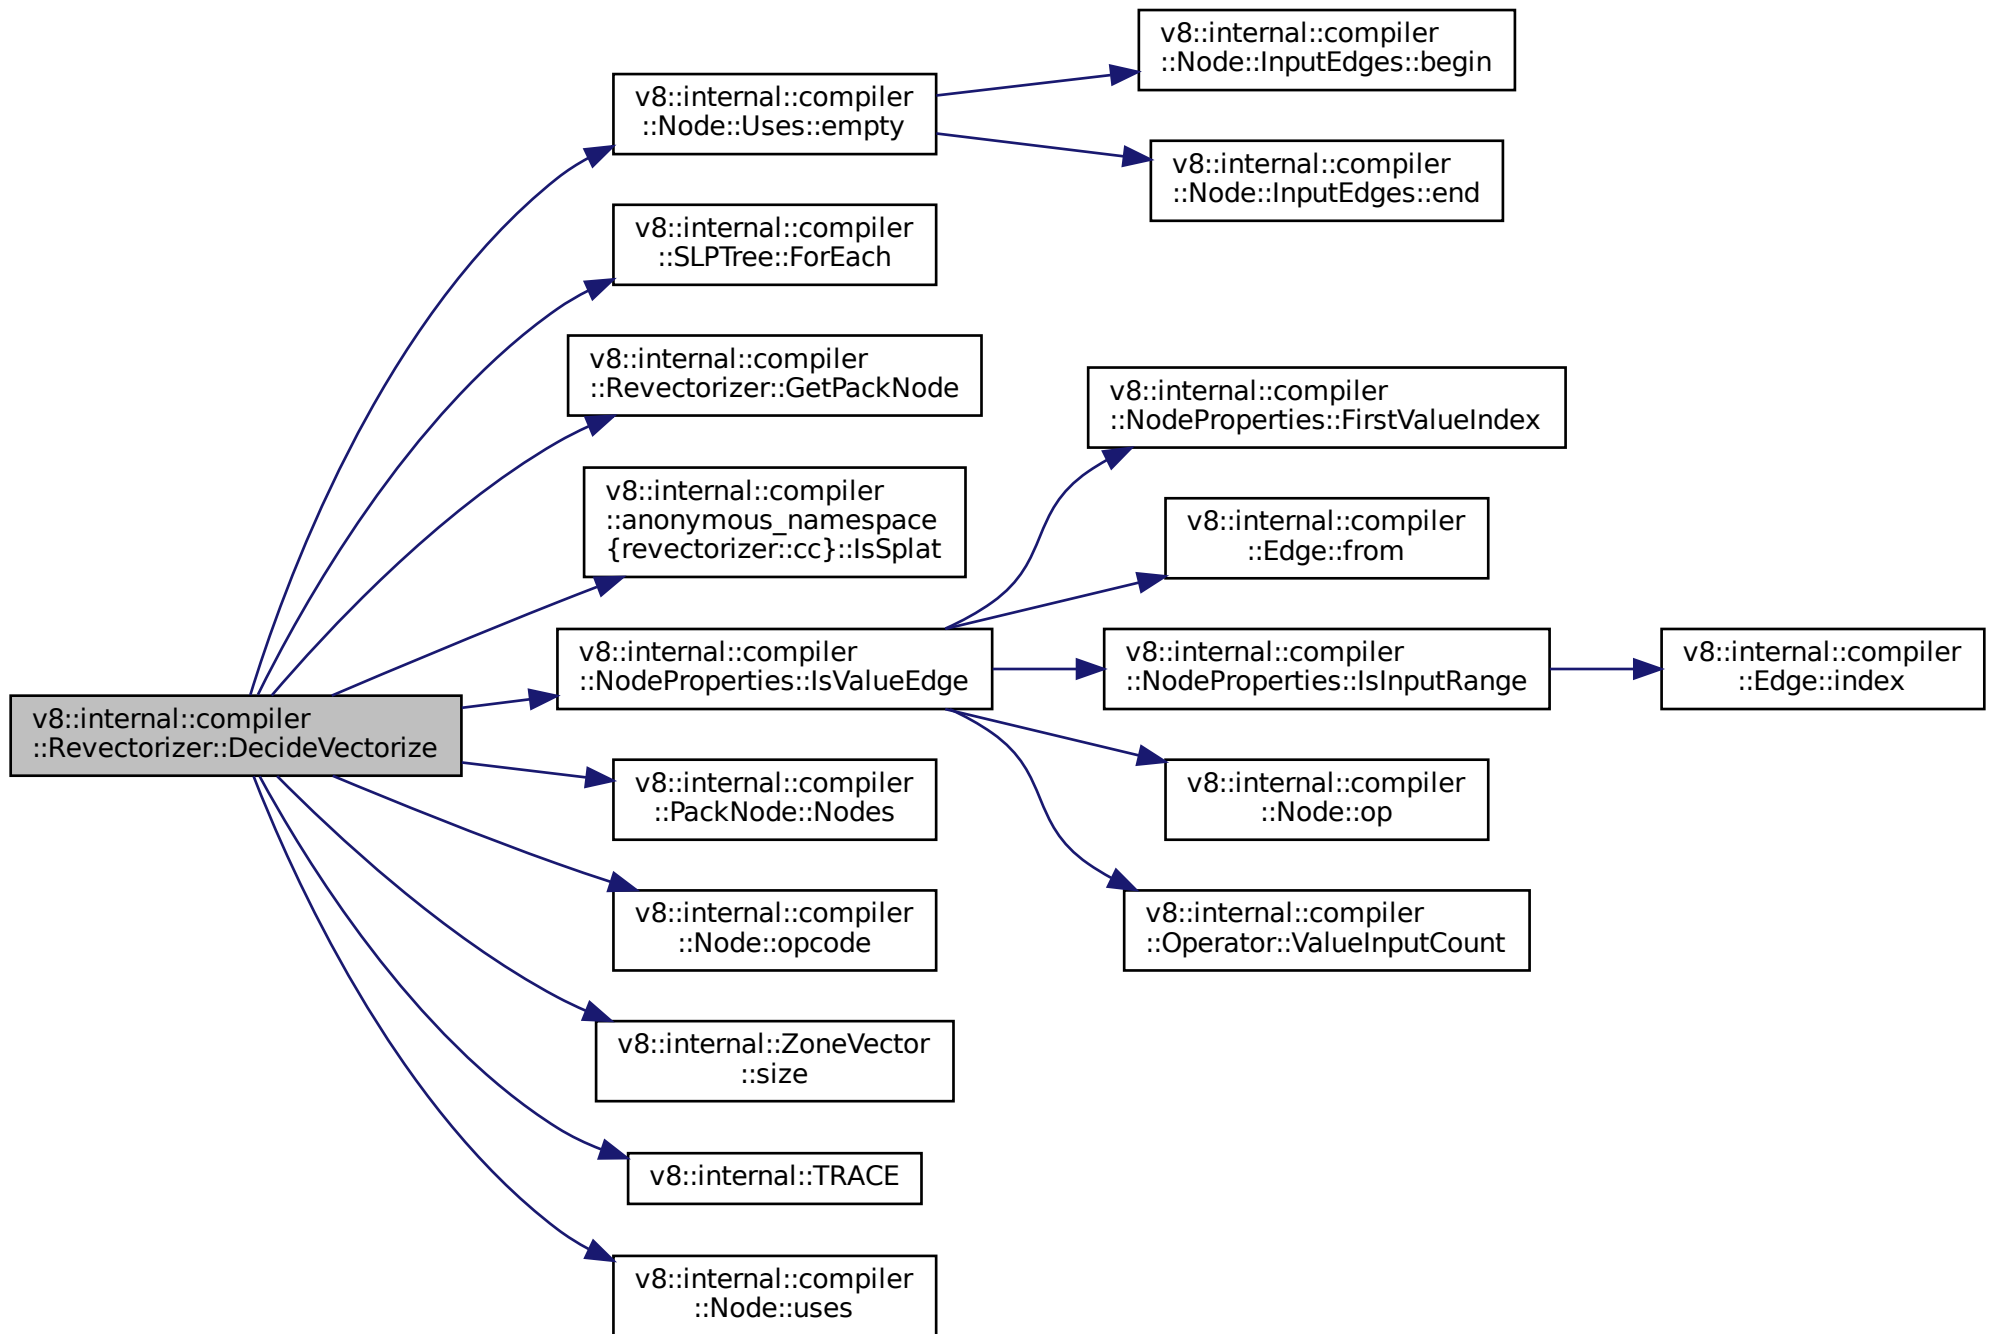 v8::internal::compiler
::Node::InputEdges::begin
v8::internal::compiler
::Node::Uses::empty
v8::internal::compiler
::Node::InputEdges::end
v8::internal::compiler
::SLPTree::ForEach
v8::internal::compiler
::Revectorizer::GetPackNode
v8::internal::compiler
::NodeProperties::FirstValueIndex
v8::internal::compiler
::anonymous_namespace
{revectorizer::cc}::IsSplat
v8::internal::compiler
::Edge::from
v8::internal::compiler
::NodeProperties::IsValueEdge
v8::internal::compiler
::NodeProperties::IsInputRange
v8::internal::compiler
::Edge::index
v8::internal::compiler
::Revectorizer::DecideVectorize
v8::internal::compiler
::PackNode::Nodes
v8::internal::compiler
::Node::op
v8::internal::compiler
::Node::opcode
v8::internal::compiler
::Operator::ValueInputCount
v8::internal::ZoneVector
::size
v8::internal::TRACE
v8::internal::compiler
::Node::uses